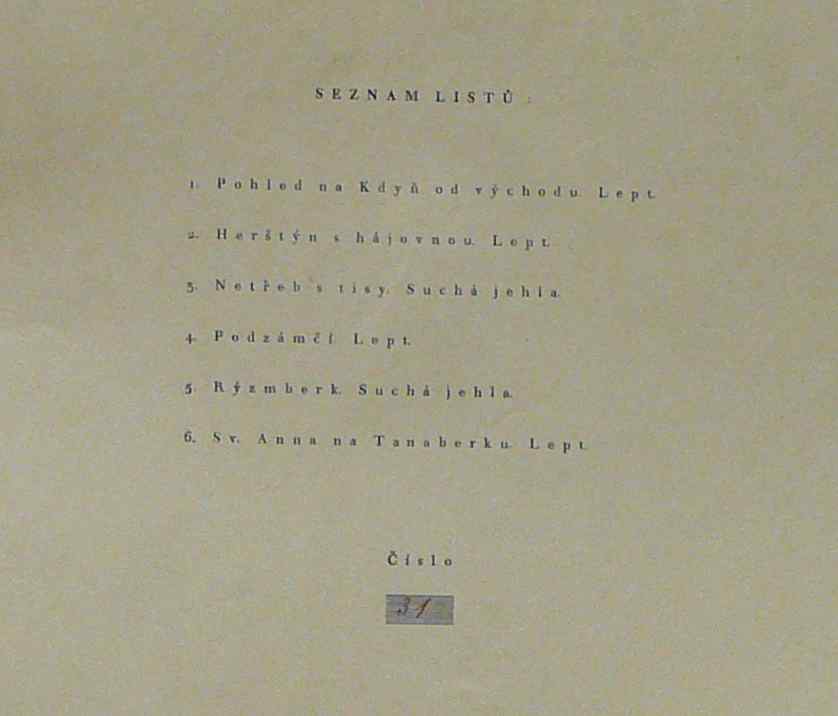 SEZNAM LISTŮ:
1. Pohled na Kdyň od východu. Lept.
2. Herštýn s hájovnou. Lept.
3. Netřeb s tisy. Suchá jehla.
4. Podzámčí. Lept.
5. Rýzmberk. Suchá jehla.
6. Sv. Anna na Tanaberku. Lept.
Číslo
31